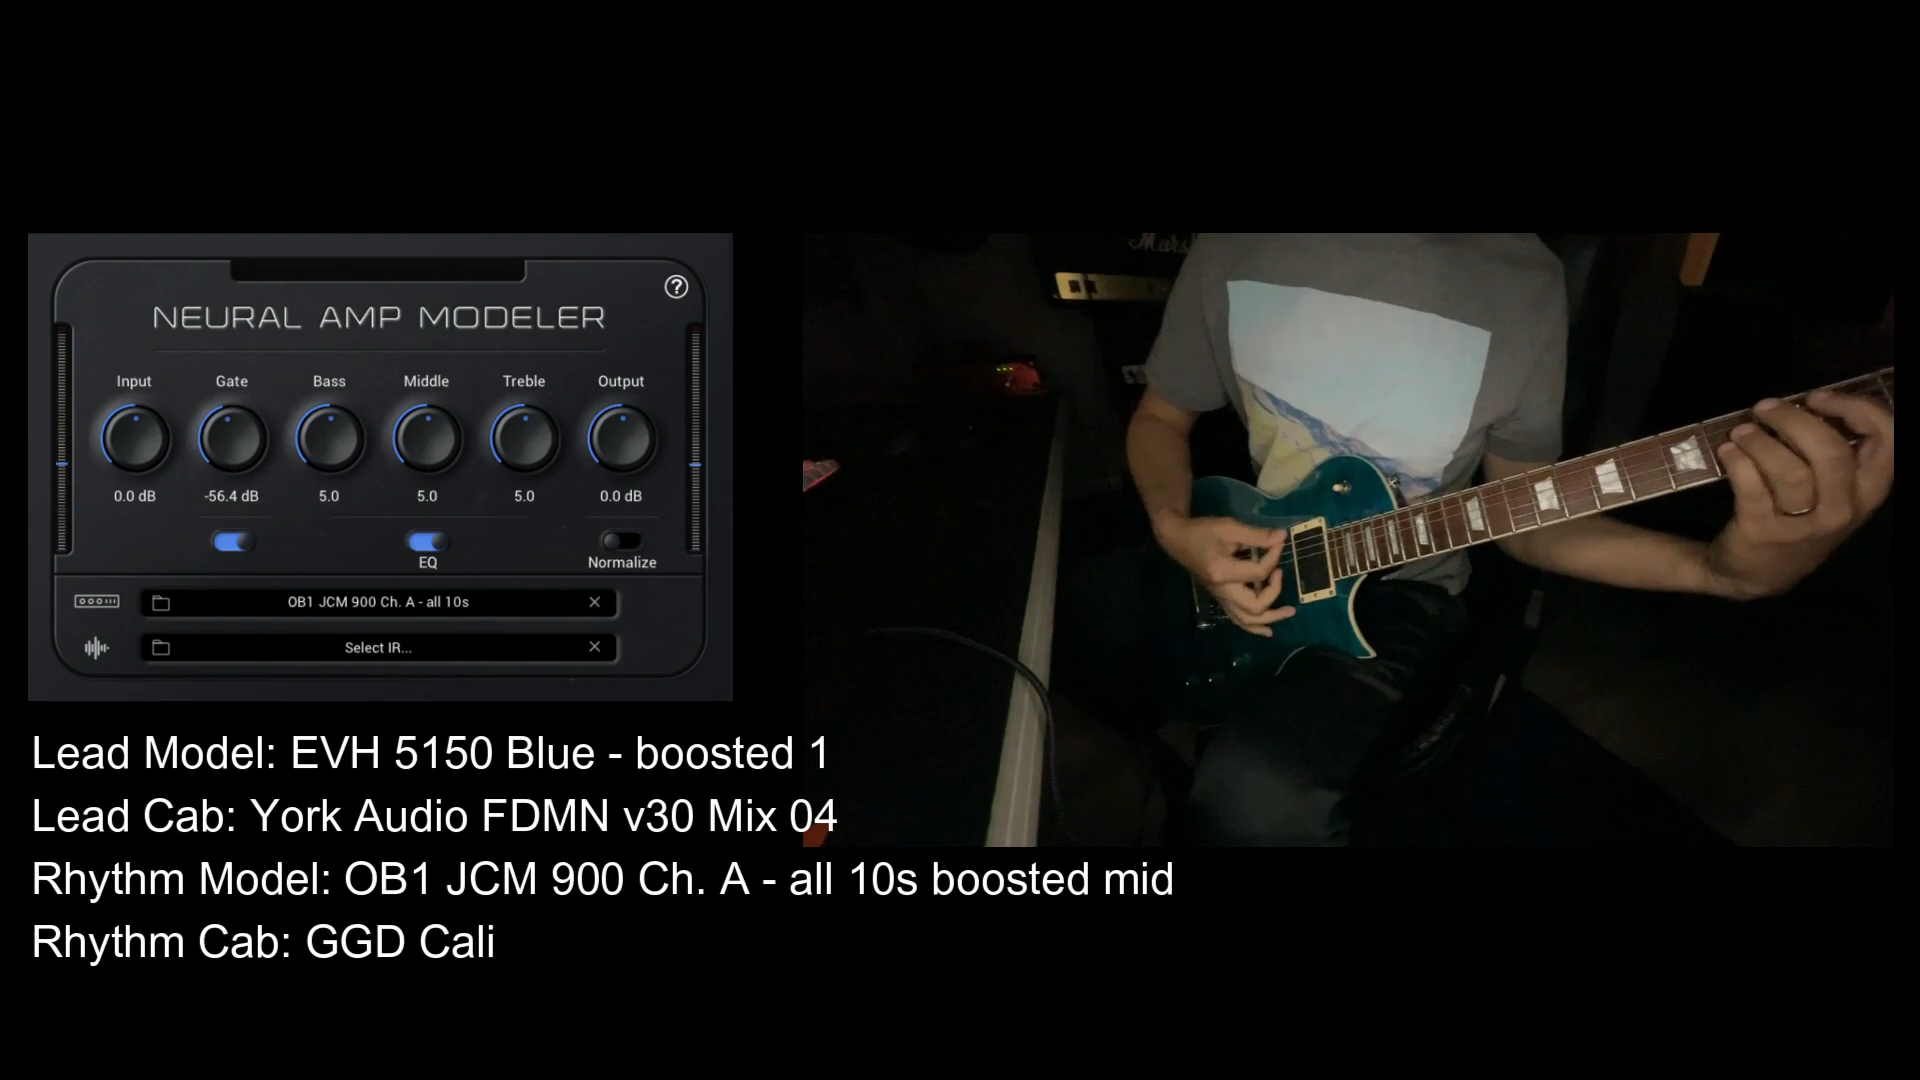 NEURAL AMP MODELER
?
Input Gate Bass Middle Treble Output
0.0 dB -56.4 dB 5.0 5.0 5.0 0.0 dB
EQ
Normalize
OB1 JCM 900 Ch. A - all 10s
Select IR...
Lead Model: EVH 5150 Blue - boosted 1
Lead Cab: York Audio FDMN v30 Mix 04
Rhythm Model: OB1 JCM 900 Ch. A - all 10s boosted mid
Rhythm Cab: GGD Cali